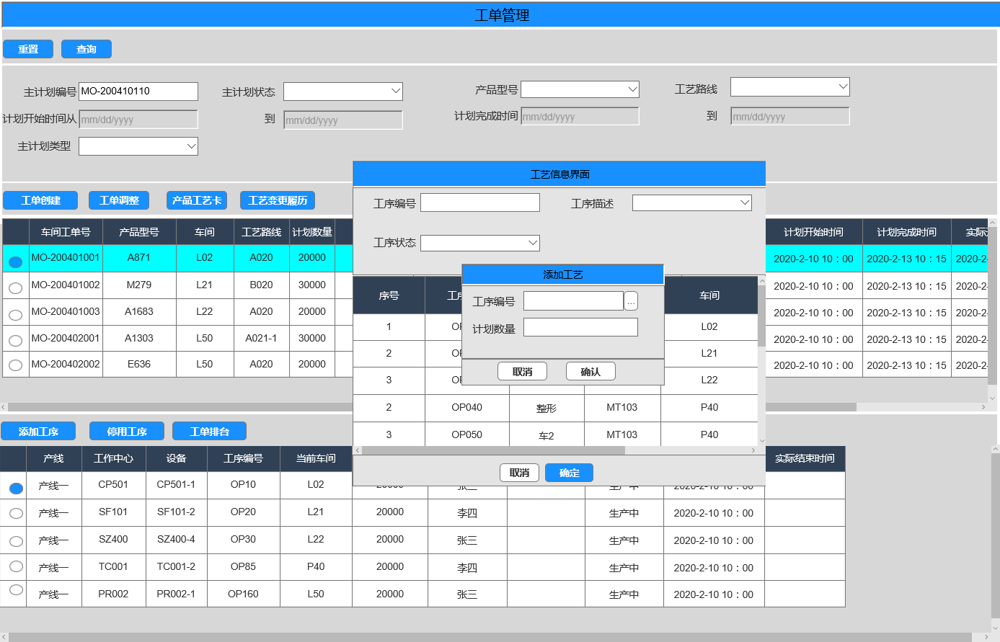 工单管理
重置 查询
主计划编号 MO-200410110 主计划状态 产品型号 工艺路线
计划开始时间从 mm/dd/yyyy 到 mm/dd/yyyy 计划完成时间 mm/dd/yyyy 到 mm/dd/yyyy
主计划类型
工单创建 工单调整 产品工艺卡 工艺变更履历
车间工单号 产品型号 车间 工艺路线 计划数量 计划开始时间 计划完成时间 实际
MO-200401001 A871 L02 A020 20000 2020-2-10 10：00 2020-2-13 10：15 2020-2-
MO-200401002 M279 L21 B020 30000 2020-2-10 10：00 2020-2-13 10：15 2020-2-
MO-200401003 A1683 L22 A020 20000 2020-2-10 10：00 2020-2-13 10：15 2020-2-
MO-200402001 A1303 L50 A021-1 30000 2020-2-10 10：00 2020-2-13 10：15 2020-2-
MO-200402002 E636 L50 A020 20000 2020-2-10 10：00 2020-2-13 10：15 2020-2-
工艺信息界面
工序编号 工序描述
工序状态
序号 工 车间
1 OP L02
2 OP L21
3 OP L22
2 OP040 整形 MT103 P40
3 OP050 车2 MT103 P40
取消 确定
添加工艺
工序编号 ...
计划数量
取消 确认
添加工序 停用工序 工单排台
产线 工作中心 设备 工序编号 当前车间 实际结束时间
产线一 CP501 CP501-1 OP10 L02 20000 张三 生产中 2020-2-10 10：00
产线一 SF101 SF101-2 OP20 L21 20000 李四 生产中 2020-2-10 10：00
产线一 SZ400 SZ400-4 OP30 L22 20000 张三 生产中 2020-2-10 10：00
产线一 TC001 TC001-2 OP85 P40 20000 李四 生产中 2020-2-10 10：00
产线一 PR002 PR002-1 OP160 L50 20000 张三 生产中 2020-2-10 10：00